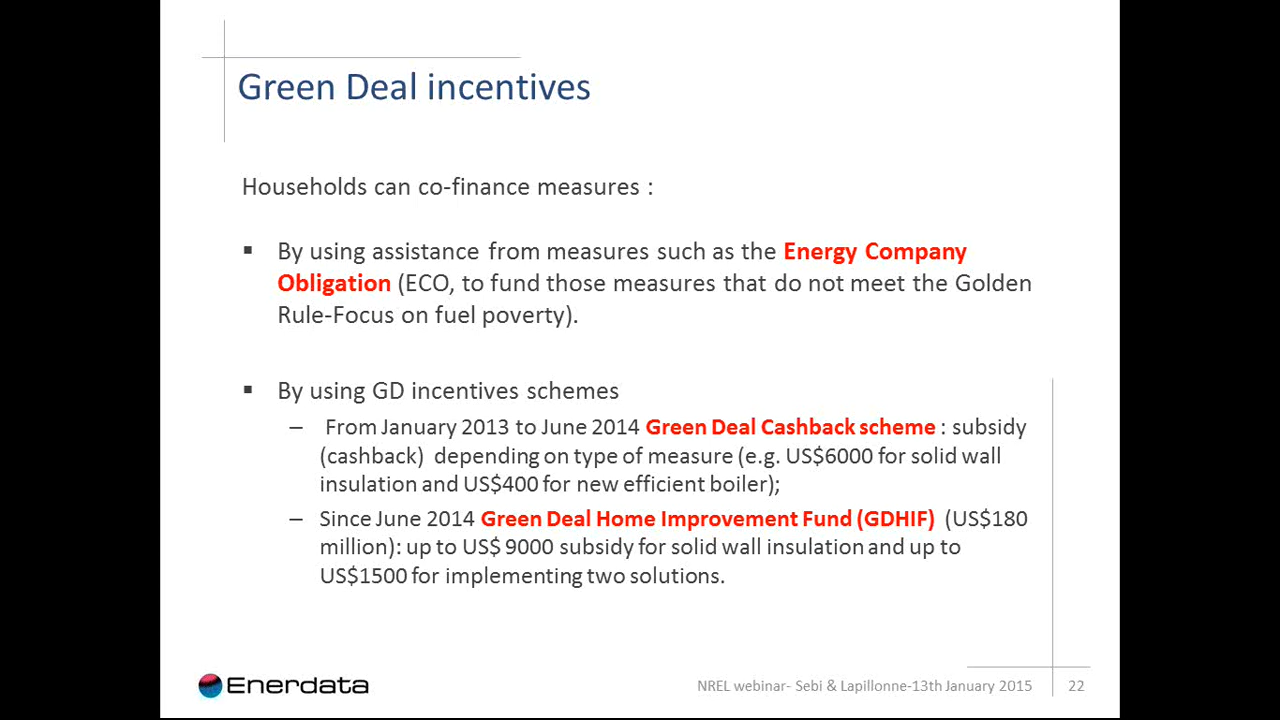 Green Deal incentives
Households can co-finance measures :
▪ By using assistance from measures such as the Energy Company
Obligation (ECO, to fund those measures that do not meet the Golden
Rule-Focus on fuel poverty).
▪ By using GD incentives schemes
– From January 2013 to June 2014 Green Deal Cashback scheme : subsidy
(cashback) depending on type of measure (e.g. US$6000 for solid wall
insulation and US$400 for new efficient boiler);
– Since June 2014 Green Deal Home Improvement Fund (GDHIF) (US$180
million): up to US$ 9000 subsidy for solid wall insulation and up to
US$1500 for implementing two solutions.
Enerdata
NREL webinar- Sebi & Lapillonne-13th January 2015 22